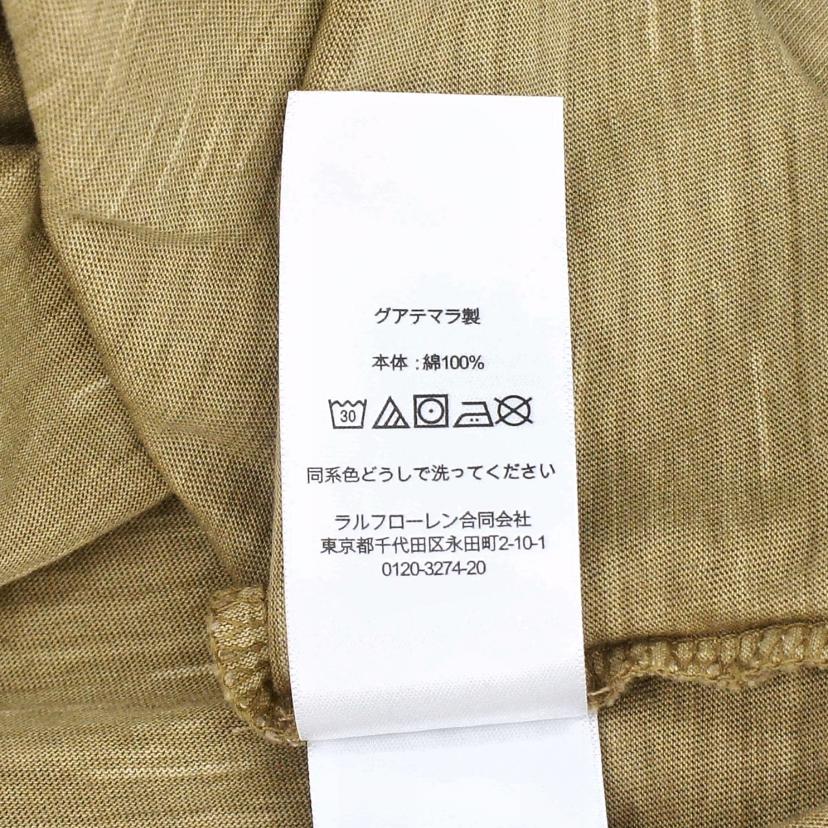 グアテマラ製
本体：綿100%
30
同系色どうしで洗ってください
ラルフローレン合同会社
東京都千代田区永田町2-10-1
0120-3274-20